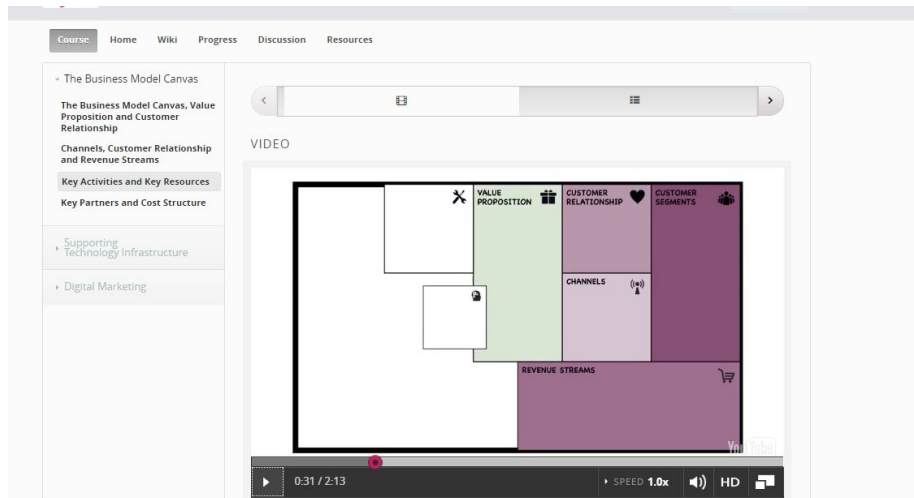 Course Home Wiki Progress Discussion Resources
The Business Model Canvas
The Business Model Canvas, Value
Proposition and Customer
Relationship
Channels, Customer Relationship
and Revenue Streams
Key Activities and Key Resources
Key Partners and Cost Structure
Supporting
Technology Infrastructure
Digital Marketing
VIDEO
VALUE
PROPOSITION
CUSTOMER
RELATIONSHIP
CUSTOMER
SEGMENTS
CHANNELS
REVENUE STREAMS
YouTube
0:31 / 2:13
SPEED 1.0x
HD